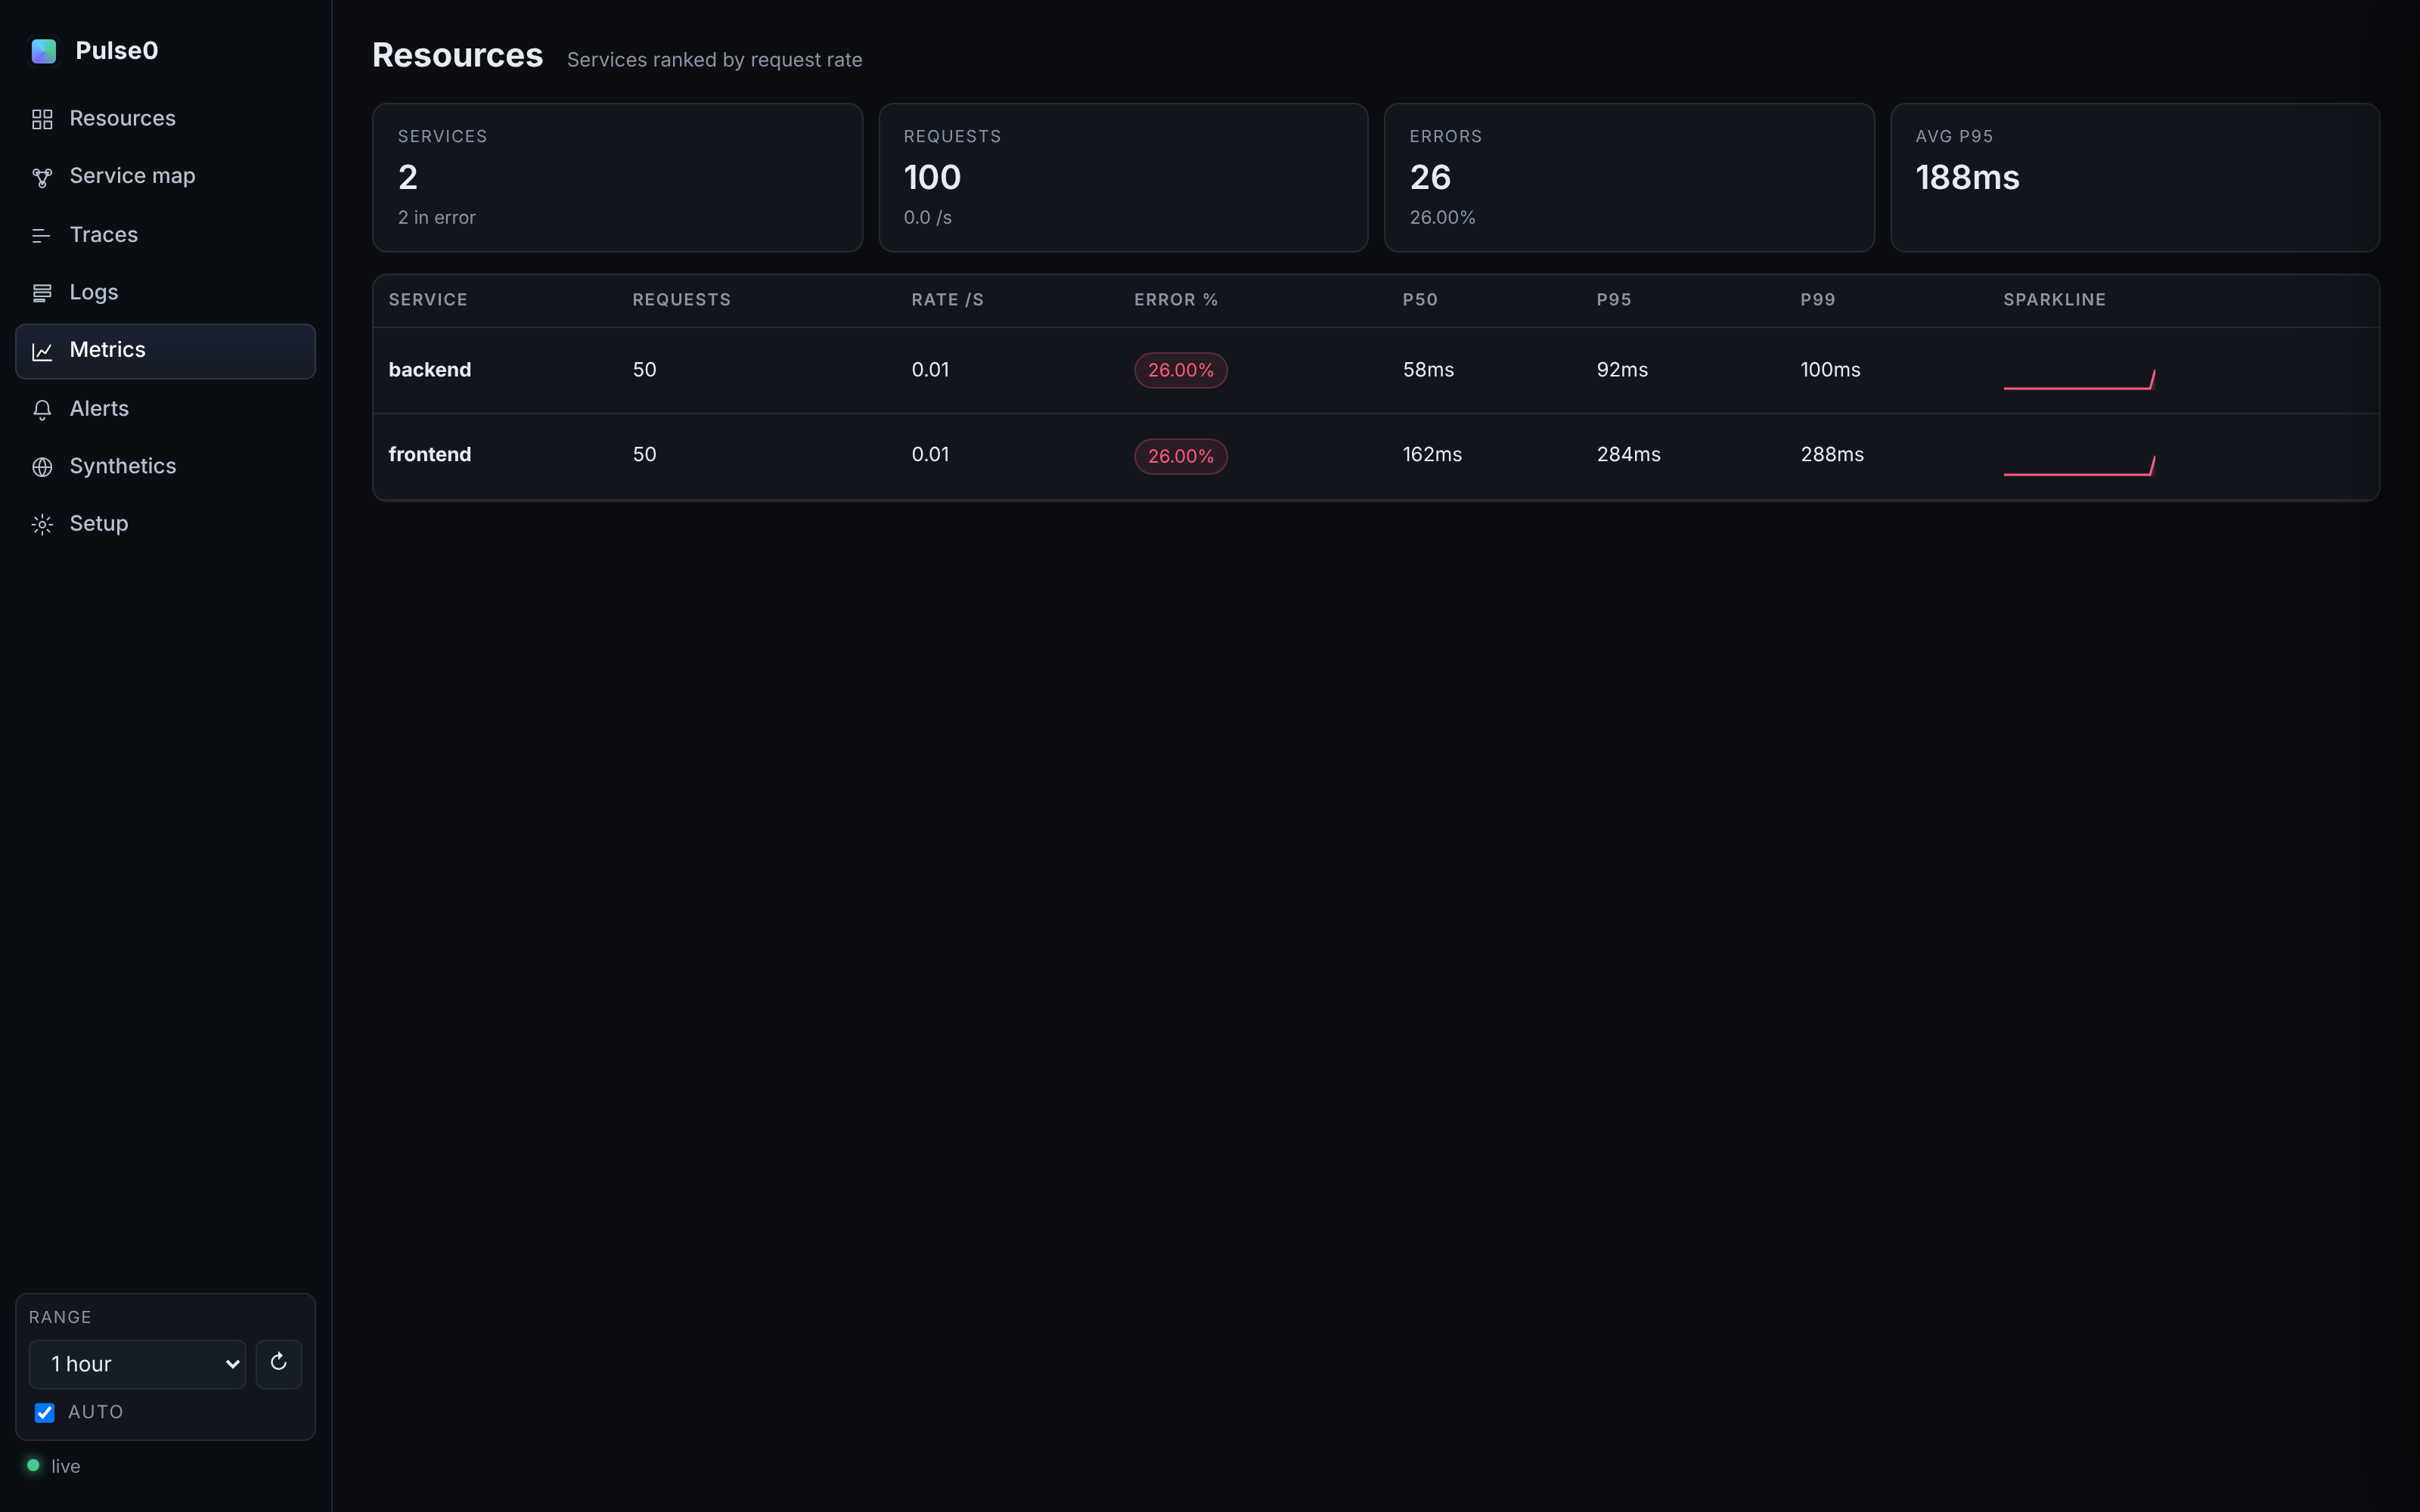 Pulse0
Resources
Service map
Traces
Logs
Metrics
Alerts
Synthetics
Setup
RANGE
1 hour
AUTO
live
Resources Services ranked by request rate
SERVICES
2
2 in error
REQUESTS
100
0.0 /s
ERRORS
26
26.00%
AVG P95
188ms
SERVICE REQUESTS RATE /S ERROR % P50 P95 P99 SPARKLINE
backend 50 0.01 26.00% 58ms 92ms 100ms
frontend 50 0.01 26.00% 162ms 284ms 288ms